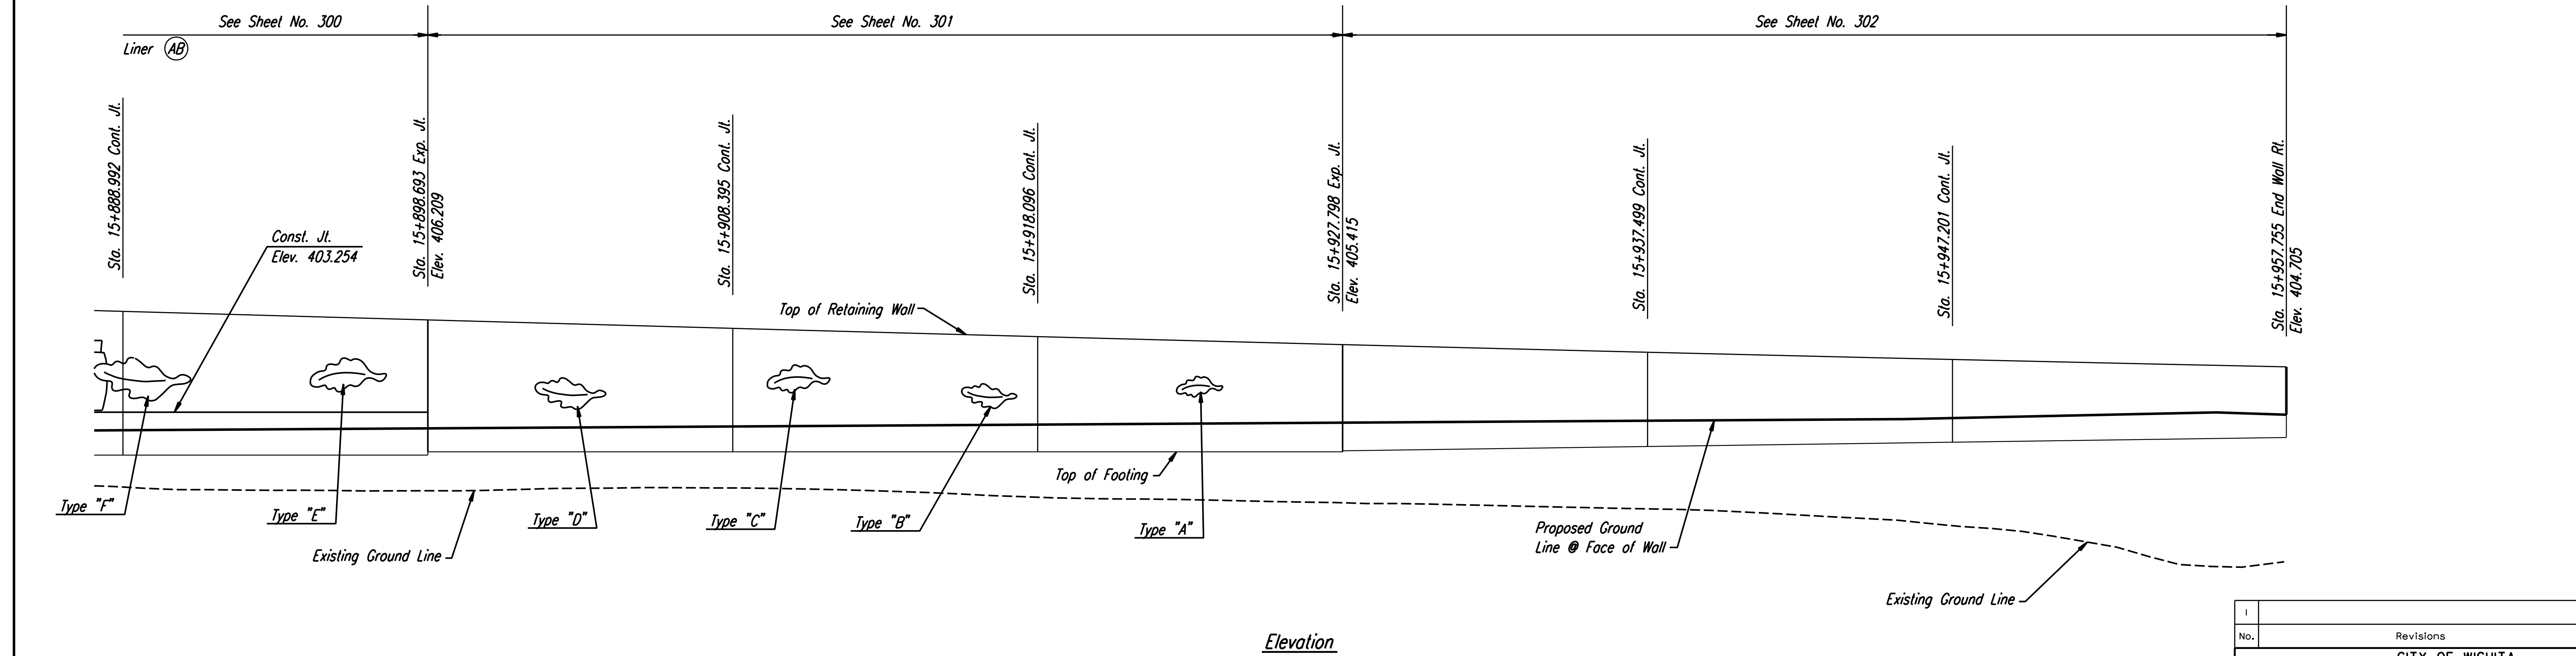 See Sheet No. 300
See Sheet No. 301
See Sheet No. 302
Liner AB
Sta. 15+888.992 Cont. Jt.
Sta. 15+898.693 Exp. Jt.
Elev. 406.209
Sta. 15+908.395 Cont. Jt.
Sta. 15+918.096 Cont. Jt.
Sta. 15+927.798 Exp. Jt.
Elev. 405.415
Sta. 15+937.499 Cont. Jt.
Sta. 15+947.201 Cont. Jt.
Sta. 15+957.755 End Wall Rt.
Elev. 404.705
Const. Jt.
Elev. 403.254
Top of Retaining Wall
Top of Footing
Type "F"
Type "E"
Type "D"
Type "C"
Type "B"
Type "A"
Existing Ground Line
Proposed Ground
Line @ Face of Wall
Existing Ground Line
Elevation
1
No.
Revisions
CITY OF WICHITA